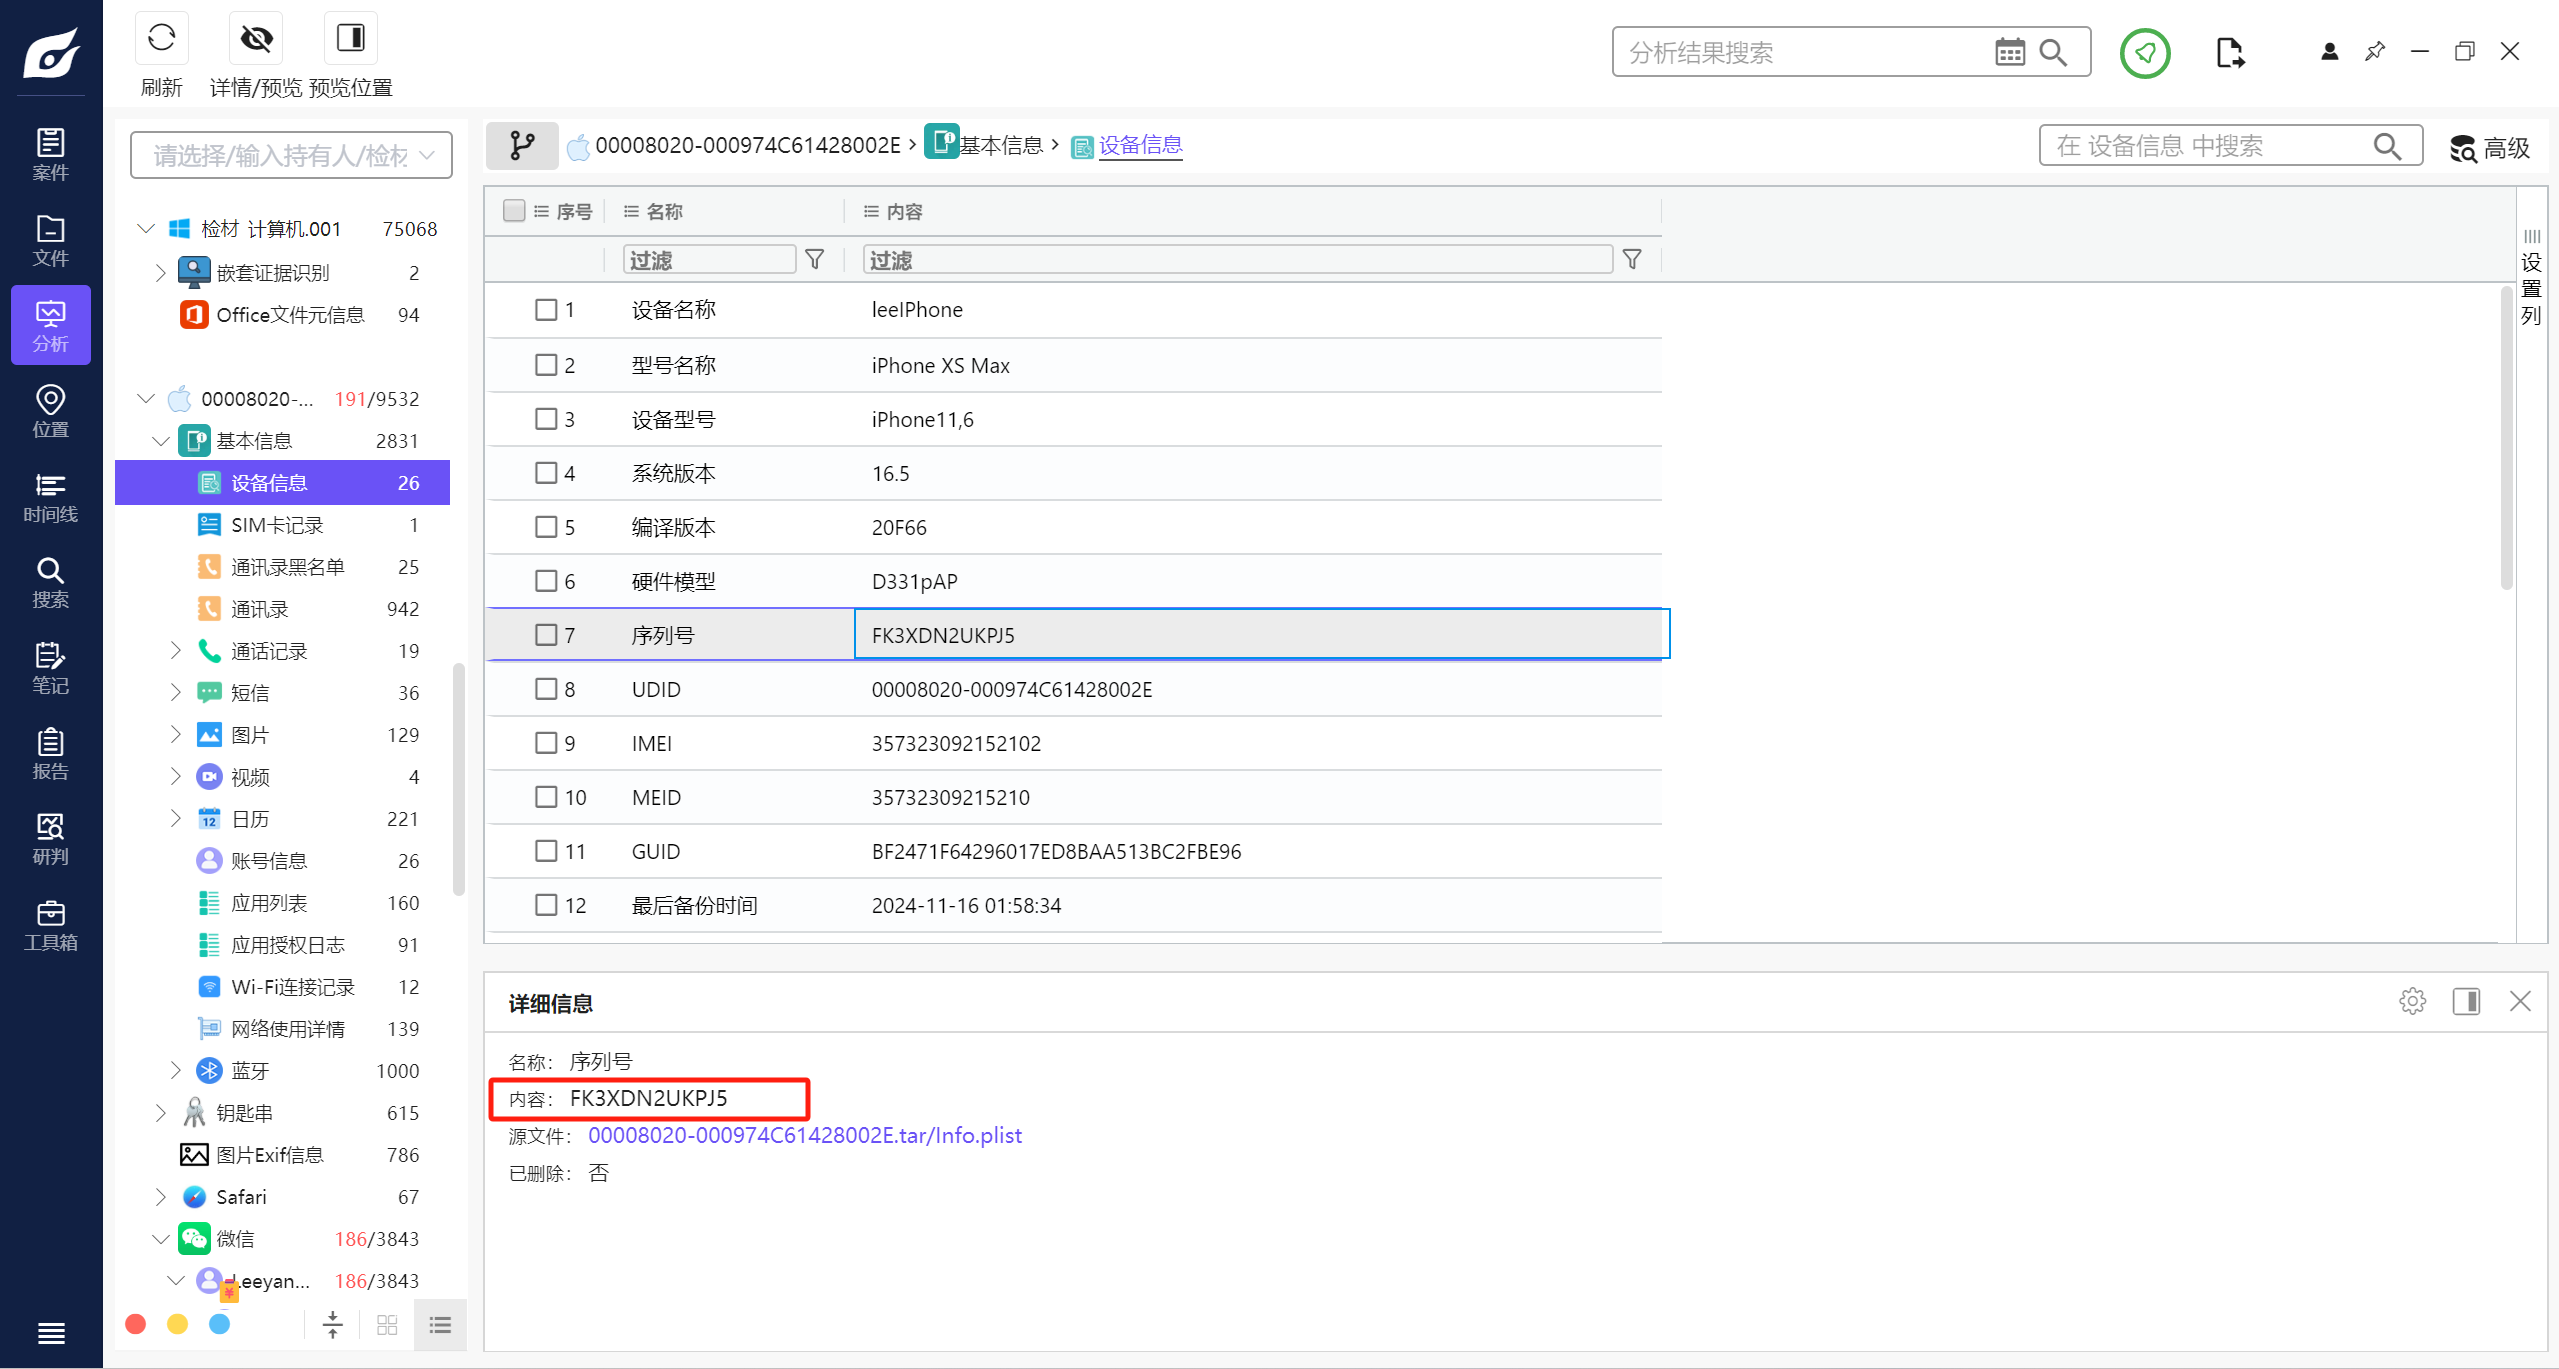 刷新 详情/预览 预览位置
分析结果搜索
案件
文件
分析
位置
时间线
搜索
笔记
报告
研判
工具箱
请选择/输入持有人/检材
检材 计算机.001 75068
嵌套证据识别 2
Office文件元信息 94
00008020-... 191/9532
基本信息 2831
设备信息 26
SIM卡记录 1
通讯录黑名单 25
通讯录 942
通话记录 19
短信 36
图片 129
视频 4
日历 221
账号信息 26
应用列表 160
应用授权日志 91
Wi-Fi连接记录 12
网络使用详情 139
蓝牙 1000
钥匙串 615
图片Exif信息 786
Safari 67
微信 186/3843
Leeyan... 186/3843
00008020-000974C61428002E › 基本信息 › 设备信息
在 设备信息 中搜索
高级
序号 名称 内容
过滤 过滤
1 设备名称 leeIPhone
2 型号名称 iPhone XS Max
3 设备型号 iPhone11,6
4 系统版本 16.5
5 编译版本 20F66
6 硬件模型 D331pAP
7 序列号 FK3XDN2UKPJ5
8 UDID 00008020-000974C61428002E
9 IMEI 357323092152102
10 MEID 35732309215210
11 GUID BF2471F64296017ED8BAA513BC2FBE96
12 最后备份时间 2024-11-16 01:58:34
设置列
详细信息
名称： 序列号
内容： FK3XDN2UKPJ5
源文件： 00008020-000974C61428002E.tar/Info.plist
已删除： 否